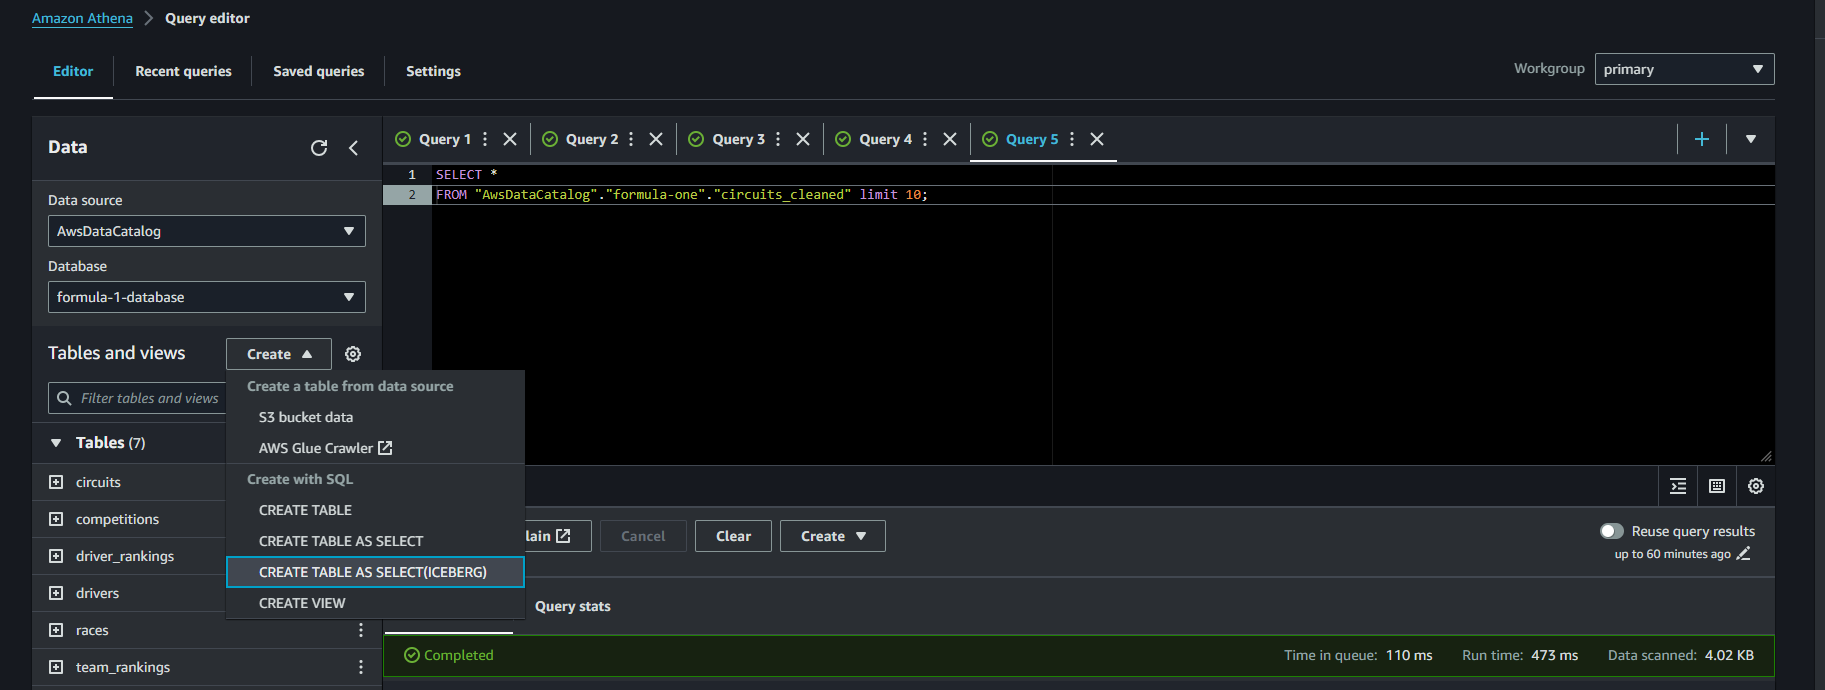 Amazon Athena > Query editor
Editor
Recent queries
Saved queries
Settings
Workgroup
primary
Data
Data source
AwsDataCatalog
Database
formula-1-database
Tables and views
Create
Filter tables and views
Tables (7)
circuits
competitions
driver_rankings
drivers
races
team_rankings
Create a table from data source
S3 bucket data
AWS Glue Crawler
Create with SQL
CREATE TABLE
CREATE TABLE AS SELECT
CREATE TABLE AS SELECT(ICEBERG)
CREATE VIEW
Query 1
Query 2
Query 3
Query 4
Query 5
1 SELECT *
2 FROM "AwsDataCatalog"."formula-one"."circuits_cleaned" limit 10;
lain
Cancel
Clear
Create
Reuse query results
up to 60 minutes ago
Query stats
Completed
Time in queue: 110 ms
Run time: 473 ms
Data scanned: 4.02 KB